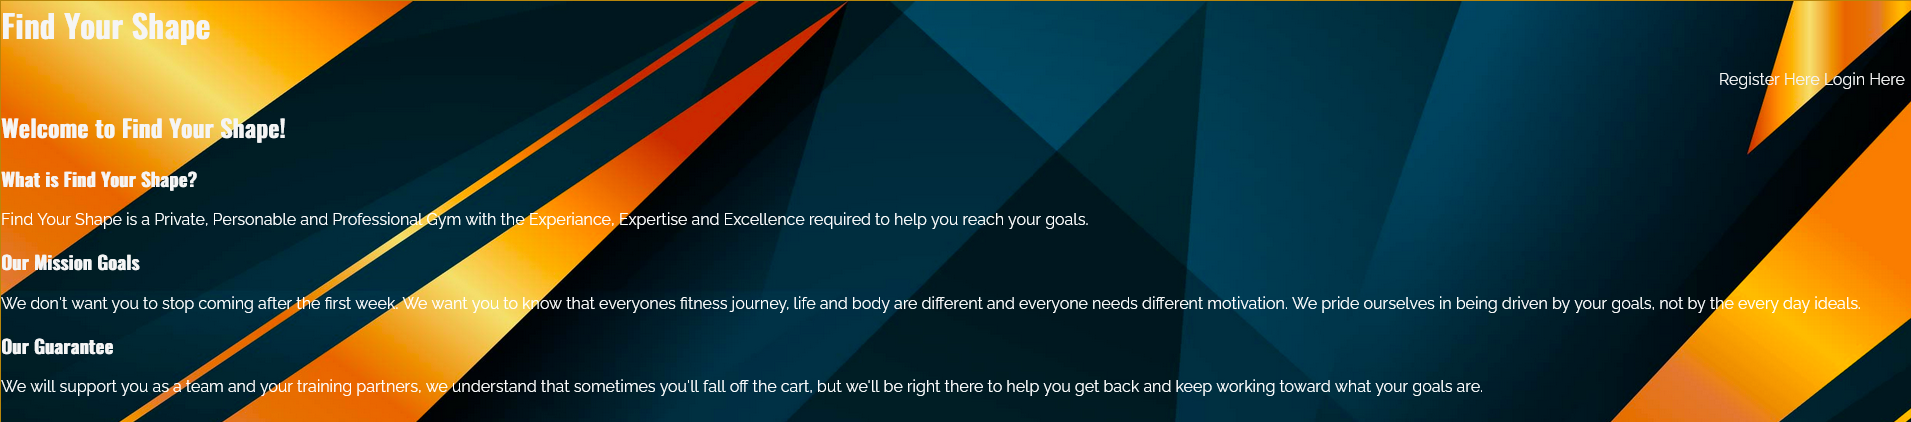 Find Your Shape
Register Here Login Here
Welcome to Find Your Shape!
What is Find Your Shape?
Find Your Shape is a Private, Personable and Professional Gym with the Experiance, Expertise and Excellence required to help you reach your goals.
Our Mission Goals
We don't want you to stop coming after the first week. We want you to know that everyones fitness journey, life and body are different and everyone needs different motivation. We pride ourselves in being driven by your goals, not by the every day ideals.
Our Guarantee
We will support you as a team and your training partners, we understand that sometimes you'll fall off the cart, but we'll be right there to help you get back and keep working toward what your goals are.